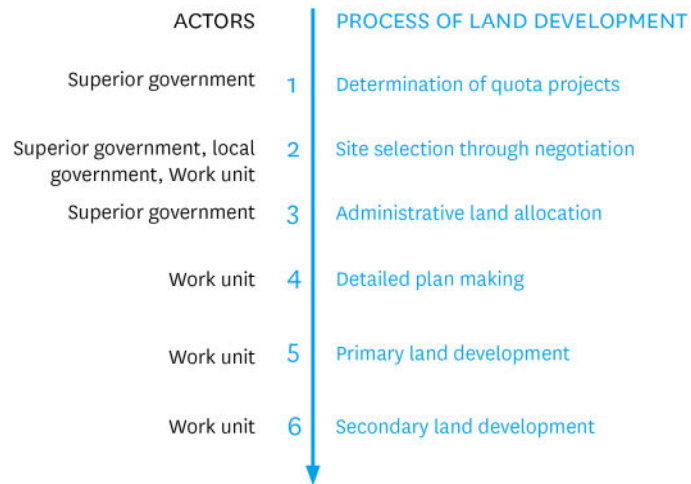 ACTORS PROCESS OF LAND DEVELOPMENT
Superior government 1 Determination of quota projects
Superior government, local 2 Site selection through negotiation
government, Work unit
Superior government 3 Administrative land allocation
Work unit 4 Detailed plan making
Work unit 5 Primary land development
Work unit 6 Secondary land development